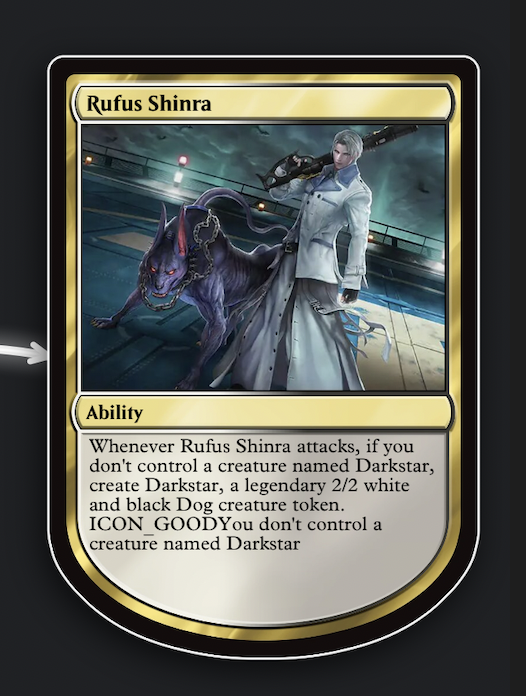 Rufus Shinra
Ability
Whenever Rufus Shinra attacks, if you
don't control a creature named Darkstar,
create Darkstar, a legendary 2/2 white
and black Dog creature token.
ICON_GOODYou don't control a
creature named Darkstar